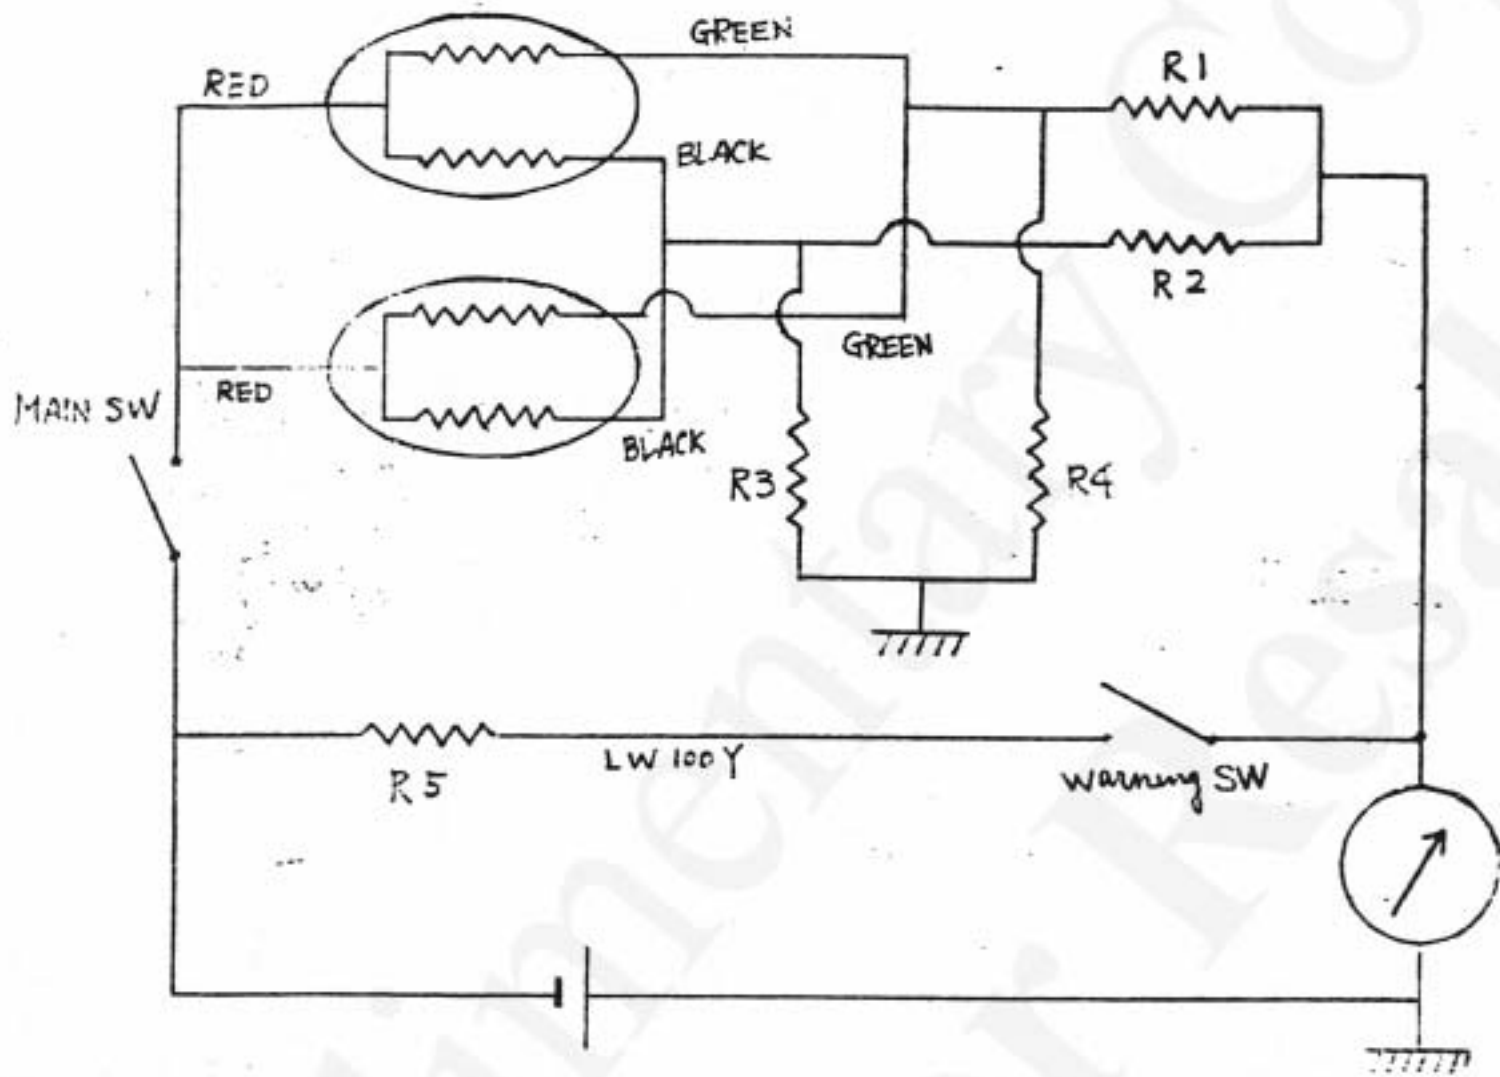 GREEN
RED
R1
BLACK
R2
GREEN
RED
MAIN SW
BLACK
R3
R4
LW 100Y
R5
Warning SW